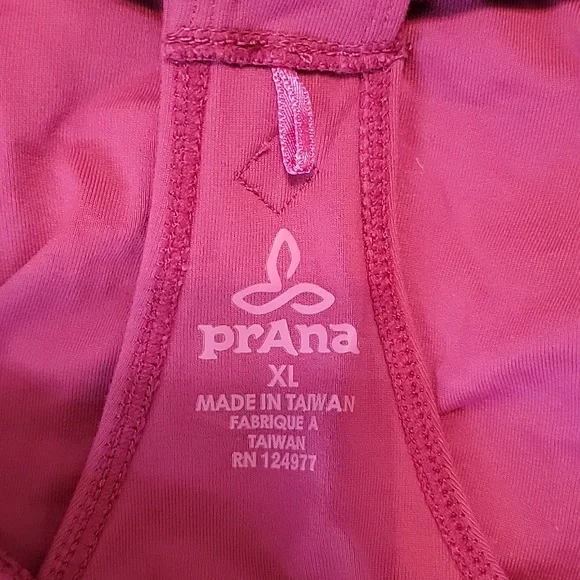 prAna
XL
MADE IN TAIWAN
FABRIQUE A
TAIWAN
RN 124977